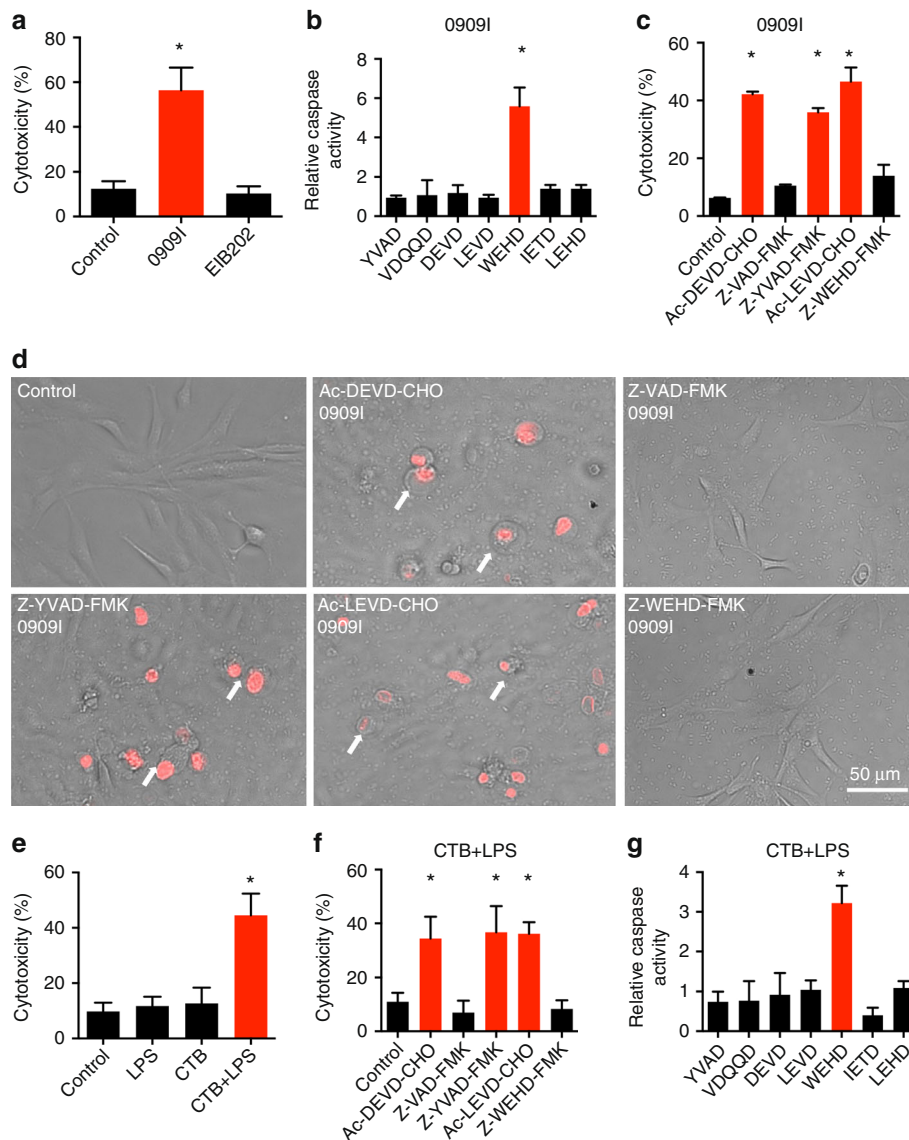 a
Cytotoxicity (%)
80
60
40
20
0
*
Control
0909I
EIB202
b
0909I
Relative caspase
activity
8
6
4
2
0
*
YVAD
VDQQD
DEVD
LEVD
WEHD
IETD
LEHD
c
0909I
Cytotoxicity (%)
60
40
20
0
* * *
Control
Ac-DEVD-CHO
Z-VAD-FMK
Z-YVAD-FMK
Ac-LEVD-CHO
Z-WEHD-FMK
d
Control
Ac-DEVD-CHO
0909I
Z-VAD-FMK
0909I
Z-YVAD-FMK
0909I
Ac-LEVD-CHO
0909I
Z-WEHD-FMK
0909I
50 μm
e
Cytotoxicity (%)
60
40
20
0
*
Control
LPS
CTB
CTB+LPS
f
CTB+LPS
Cytotoxicity (%)
60
40
20
0
* * *
Control
Ac-DEVD-CHO
Z-VAD-FMK
Z-YVAD-FMK
Ac-LEVD-CHO
Z-WEHD-FMK
g
CTB+LPS
Relative caspase
activity
4
3
2
1
0
*
YVAD
VDQQD
DEVD
LEVD
WEHD
IETD
LEHD